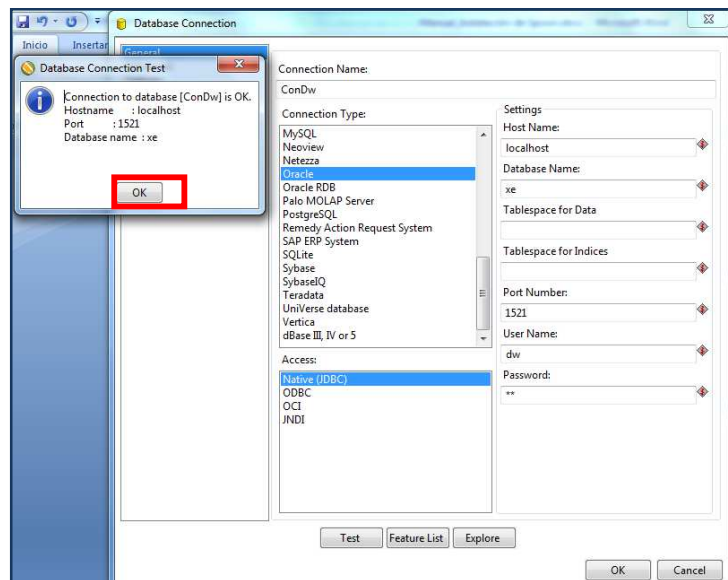 Database Connection
Inicio
Insertar
General
Database Connection Test
Connection to database [ConDw] is OK.
Hostname : localhost
Port : 1521
Database name : xe
OK
Connection Name:
ConDw
Connection Type:
MySQL
Neoview
Netezza
Oracle
Oracle RDB
Palo MOLAP Server
PostgreSQL
Remedy Action Request System
SAP ERP System
SQLite
Sybase
SybaseIQ
Teradata
UniVerse database
Vertica
dBase III, IV or 5
Access:
Native (JDBC)
ODBC
OCI
JNDI
Settings
Host Name:
localhost
Database Name:
xe
Tablespace for Data
Tablespace for Indices
Port Number:
1521
User Name:
dw
Password:
**
Test
Feature List
Explore
OK
Cancel